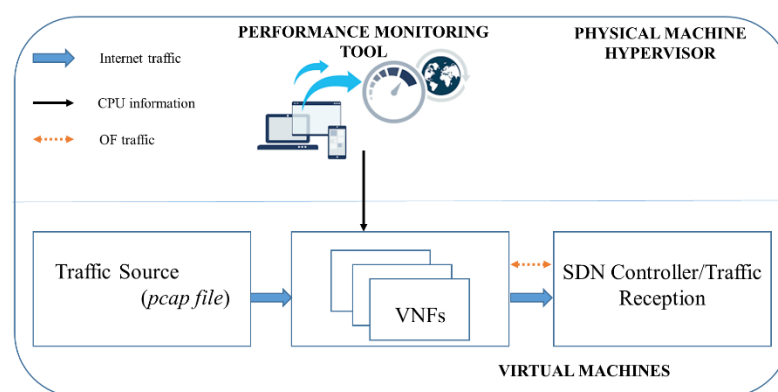 PERFORMANCE MONITORING
TOOL
PHYSICAL MACHINE
HYPERVISOR
Internet traffic
CPU information
OF traffic
Traffic Source
(pcap file)
VNFs
SDN Controller/Traffic
Reception
VIRTUAL MACHINES